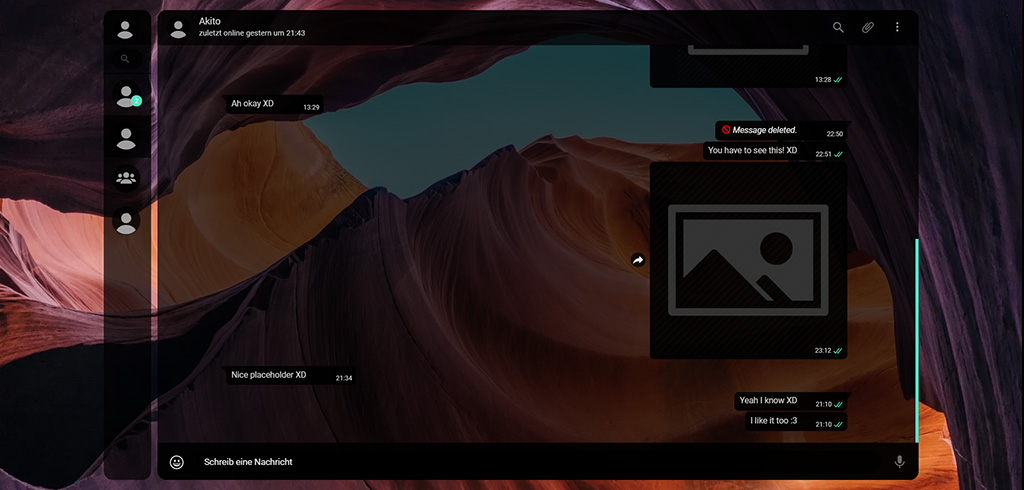 Akito
zuletzt online gestern um 21:43
13:28
2
Ah okay XD 13:29
Message deleted. 22:50
You have to see this! XD 22:51
23:12
Nice placeholder XD 21:34
Yeah I know XD 21:10
I like it too :3 21:10
Schreib eine Nachricht